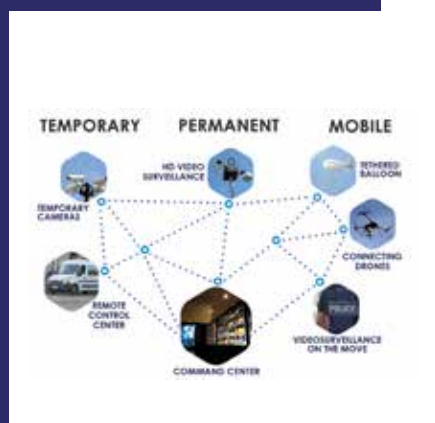 TEMPORARY PERMANENT MOBILE
HD VIDEO
SURVEILLANCE
TETHERED
BALLOON
TEMPORARY
CAMERAS
CONNECTING
DRONES
REMOTE
CONTROL
CENTER
VIDEOSURVEILLANCE
ON THE MOVE
COMMAND CENTER
POLICE